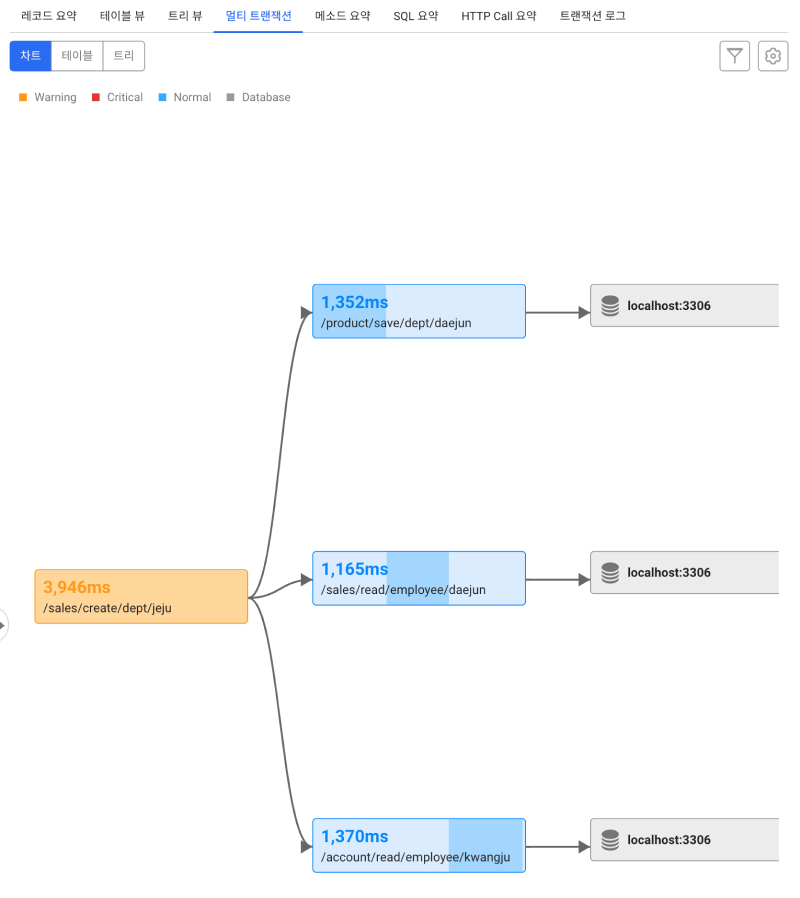 레코드 요약 테이블 뷰 트리 뷰 멀티 트랜잭션 메소드 요약 SQL 요약 HTTP Call 요약 트랜잭션 로그
차트 테이블 트리
Warning Critical Normal Database
1,352ms
/product/save/dept/daejun
localhost:3306
1,165ms
/sales/read/employee/daejun
localhost:3306
3,946ms
/sales/create/dept/jeju
1,370ms
/account/read/employee/kwangju
localhost:3306